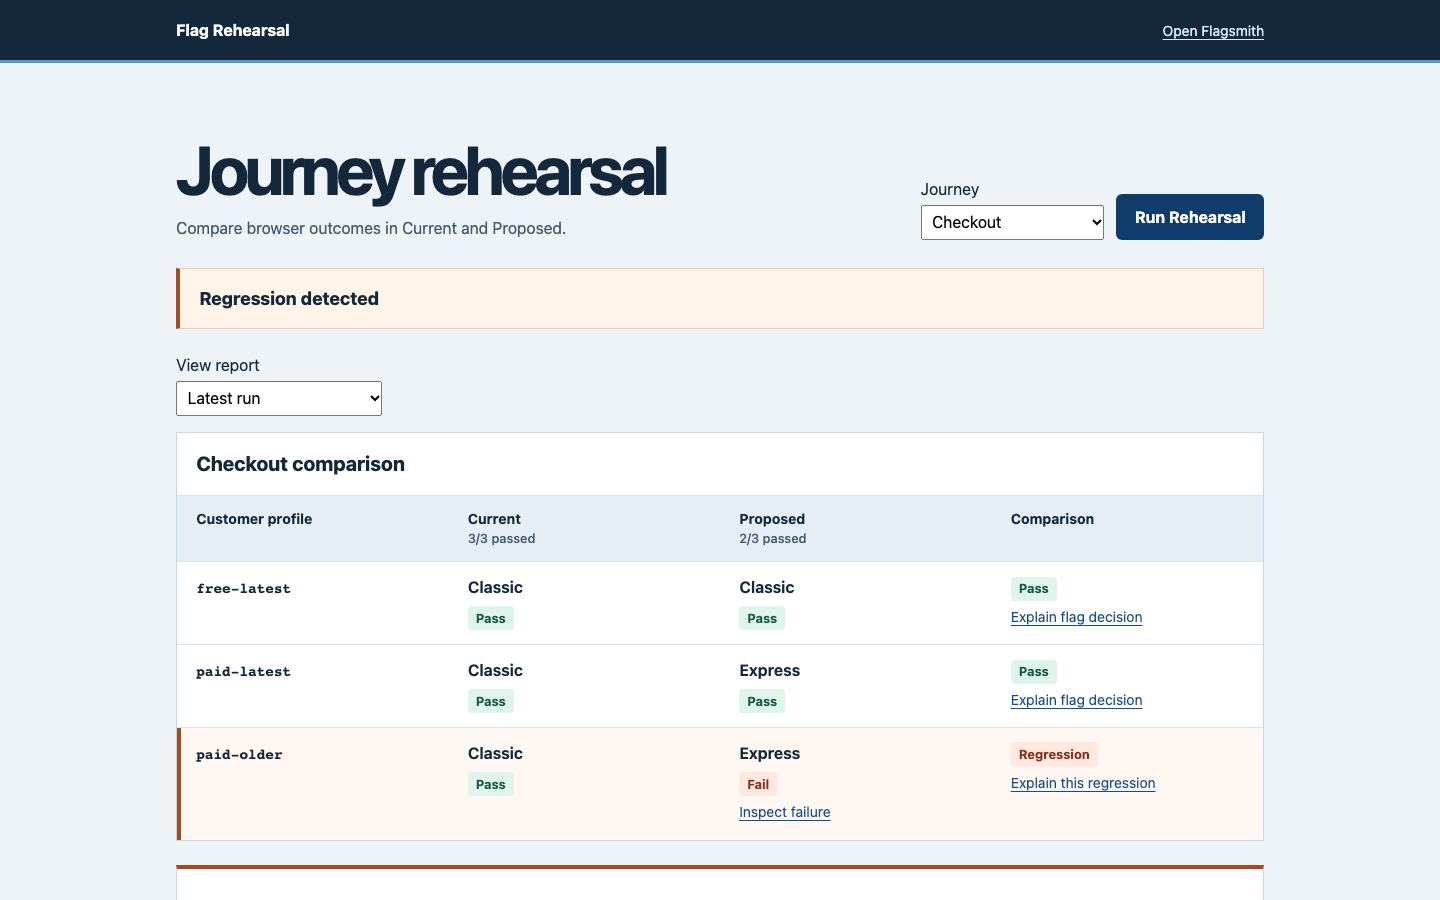 Flag Rehearsal
Open Flagsmith
Journey rehearsal
Compare browser outcomes in Current and Proposed.
Journey
Checkout
Run Rehearsal
Regression detected
View report
Latest run
Checkout comparison
Customer profile
Current
3/3 passed
Proposed
2/3 passed
Comparison
free-latest
Classic
Pass
Classic
Pass
Pass
Explain flag decision
paid-latest
Classic
Pass
Express
Pass
Pass
Explain flag decision
paid-older
Classic
Pass
Express
Fail
Inspect failure
Regression
Explain this regression